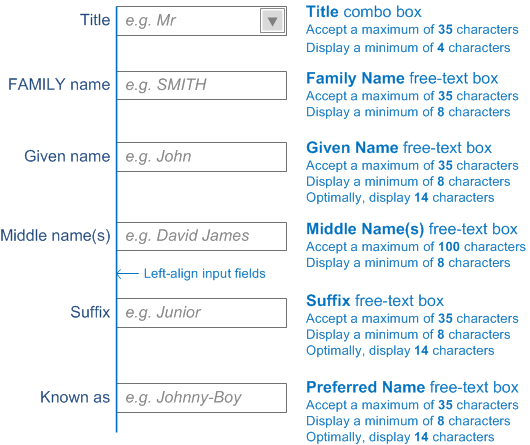 Title
e.g. Mr
Title combo box
Accept a maximum of 35 characters
Display a minimum of 4 characters
FAMILY name
e.g. SMITH
Family Name free-text box
Accept a maximum of 35 characters
Display a minimum of 8 characters
Given name
e.g. John
Given Name free-text box
Accept a maximum of 35 characters
Display a minimum of 8 characters
Optimally, display 14 characters
Middle name(s)
e.g. David James
Middle Name(s) free-text box
Accept a maximum of 100 characters
Display a minimum of 8 characters
Left-align input fields
Suffix
e.g. Junior
Suffix free-text box
Accept a maximum of 35 characters
Display a minimum of 8 characters
Optimally, display 14 characters
Known as
e.g. Johnny-Boy
Preferred Name free-text box
Accept a maximum of 35 characters
Display a minimum of 8 characters
Optimally, display 14 characters